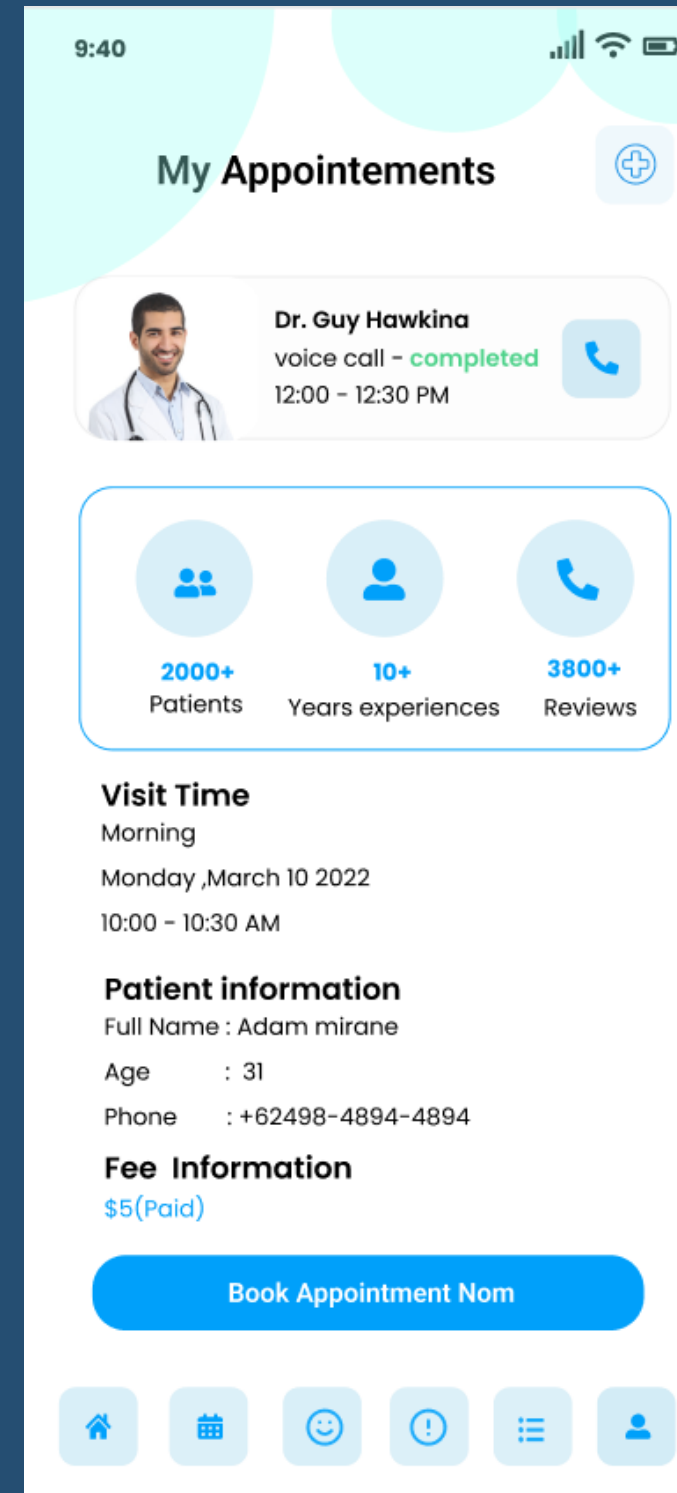 9:40
My Appointements
Dr. Guy Hawkina
voice call - completed
12:00 - 12:30 PM
2000+
Patients
10+
Years experiences
3800+
Reviews
Visit Time
Morning
Monday ,March 10 2022
10:00 - 10:30 AM
Patient information
Full Name : Adam mirane
Age : 31
Phone : +62498-4894-4894
Fee Information
$5(Paid)
Book Appointment Nom